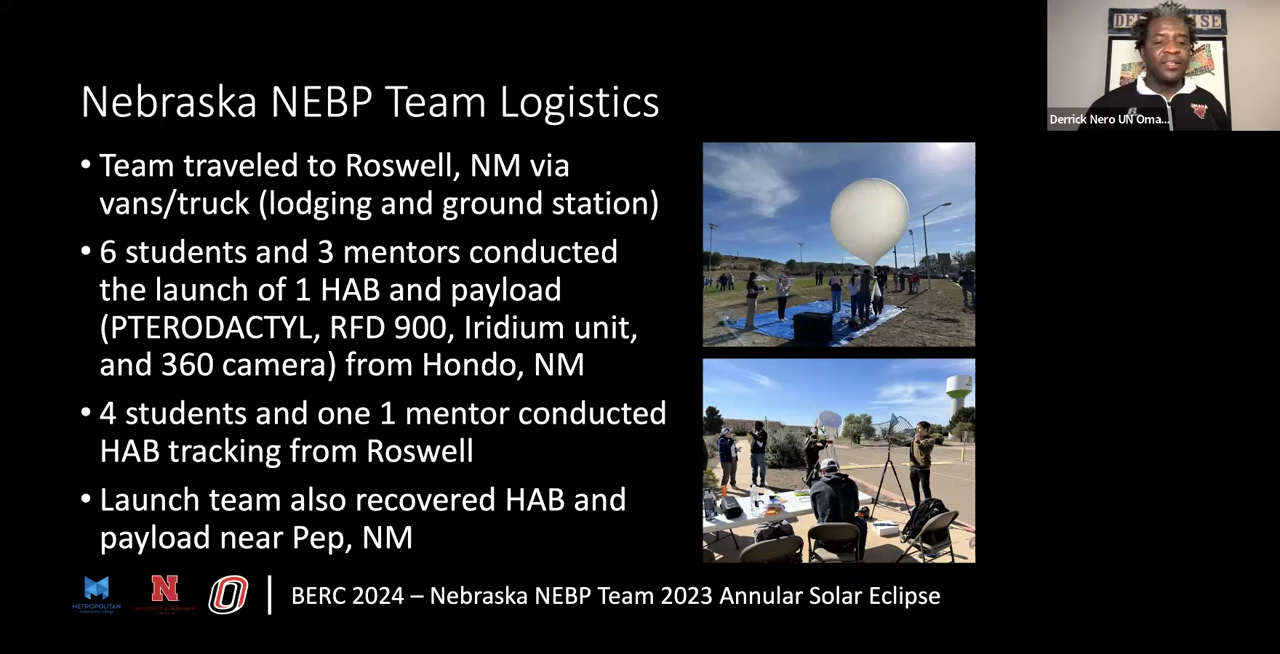 Nebraska NEBP Team Logistics
• Team traveled to Roswell, NM via
vans/truck (lodging and ground station)
• 6 students and 3 mentors conducted
the launch of 1 HAB and payload
(PTERODACTYL, RFD 900, Iridium unit,
and 360 camera) from Hondo, NM
• 4 students and one 1 mentor conducted
HAB tracking from Roswell
• Launch team also recovered HAB and
payload near Pep, NM
METROPOLITAN
N
O
BERC 2024 – Nebraska NEBP Team 2023 Annular Solar Eclipse
OMAHA
Derrick Nero UN Oma...